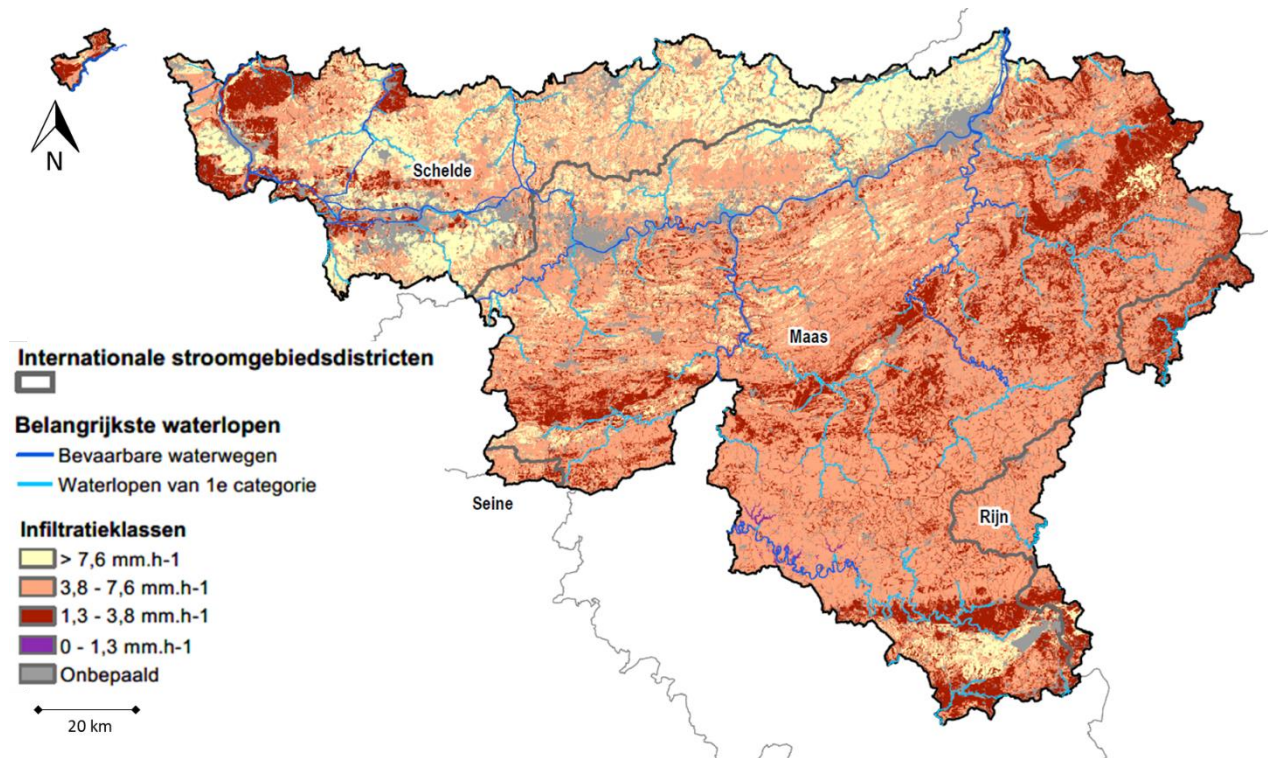 N
Schelde
Maas
Internationale stroomgebiedsdistricten
Belangrijkste waterlopen
Bevaarbare waterwegen
Waterlopen van 1e categorie
Seine
Rijn
Infiltratieklassen
> 7,6 mm.h-1
3,8 - 7,6 mm.h-1
1,3 - 3,8 mm.h-1
0 - 1,3 mm.h-1
Onbepaald
20 km